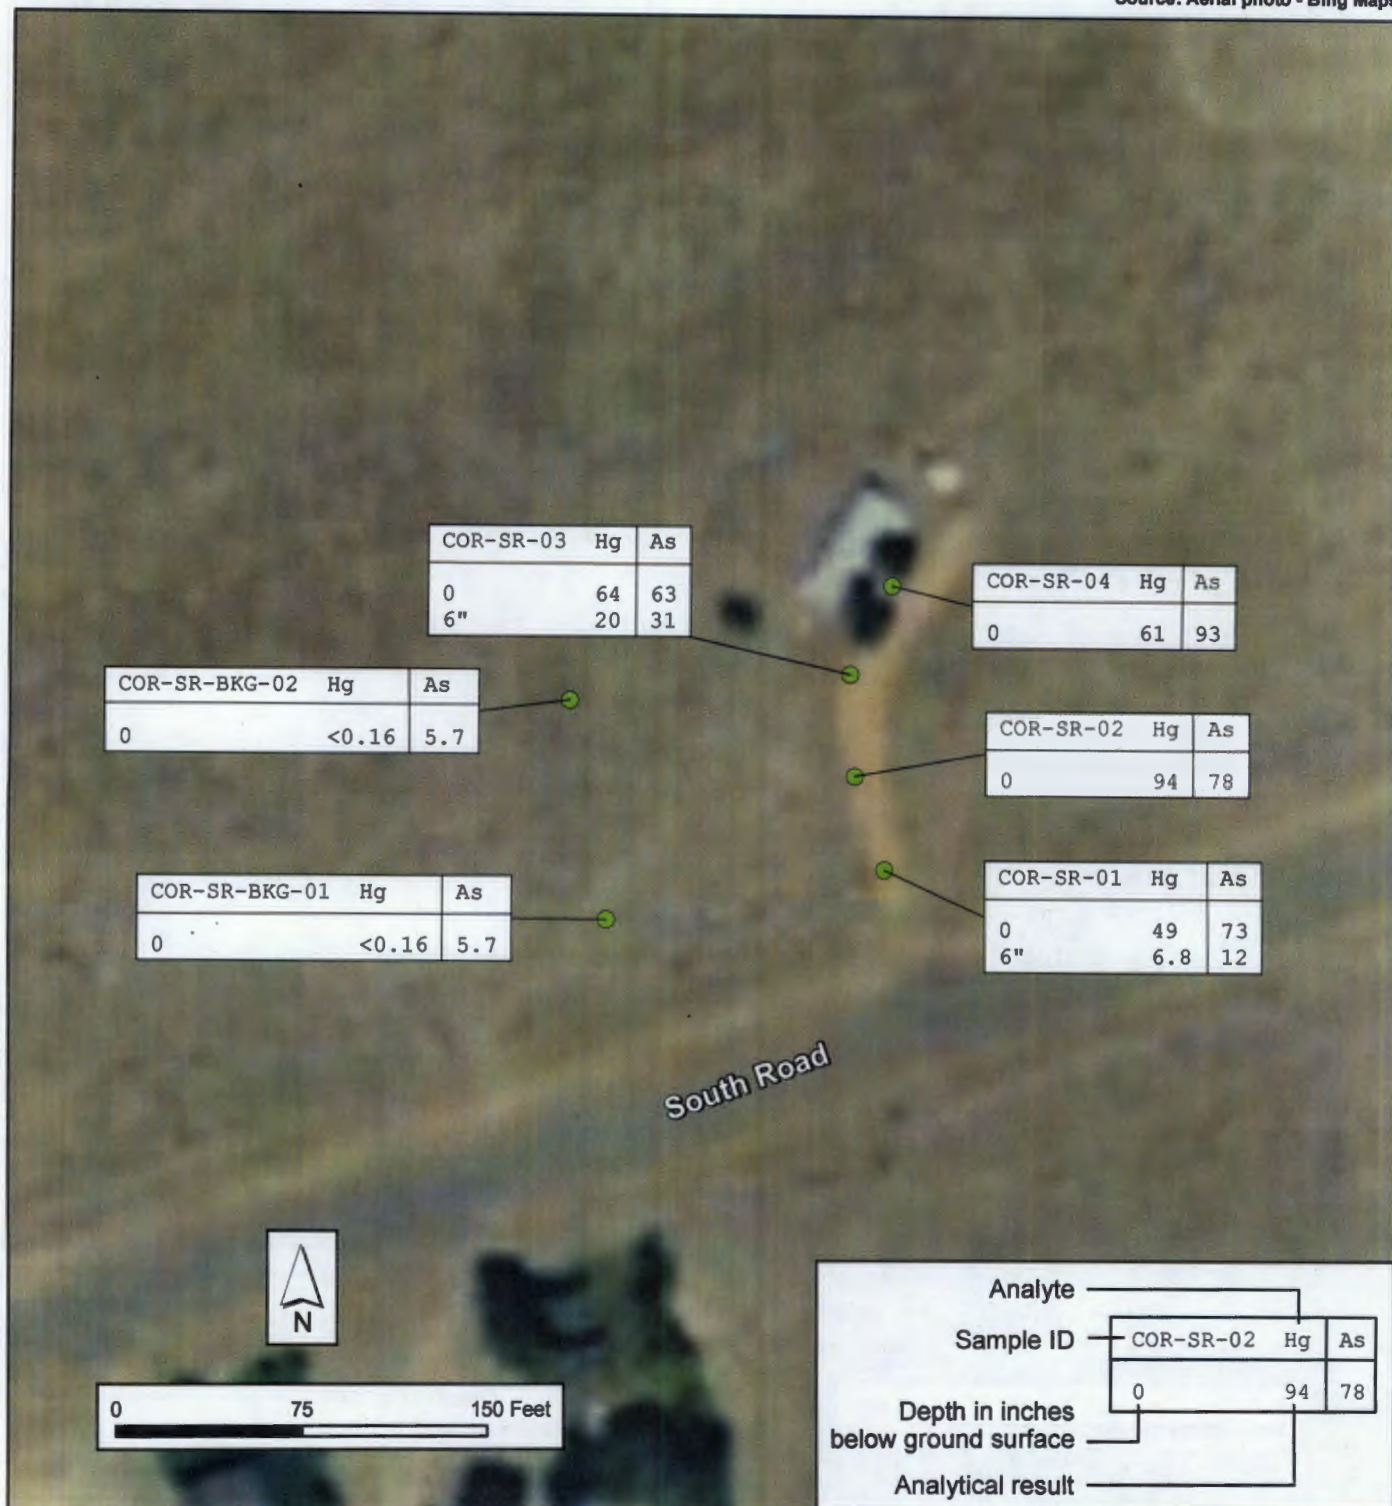 Source: Aerial photo - Bing Maps
COR-SR-03 Hg As
0 64 63
6" 20 31
COR-SR-04 Hg As
0 61 93
COR-SR-BKG-02 Hg As
0 <0.16 5.7
COR-SR-02 Hg As
0 94 78
COR-SR-BKG-01 Hg As
0 <0.16 5.7
COR-SR-01 Hg As
0 49 73
6" 6.8 12
South Road
N
0 75 150 Feet
Analyte
Sample ID
COR-SR-02 Hg As
0 94 78
Depth in inches
below ground surface
Analytical result